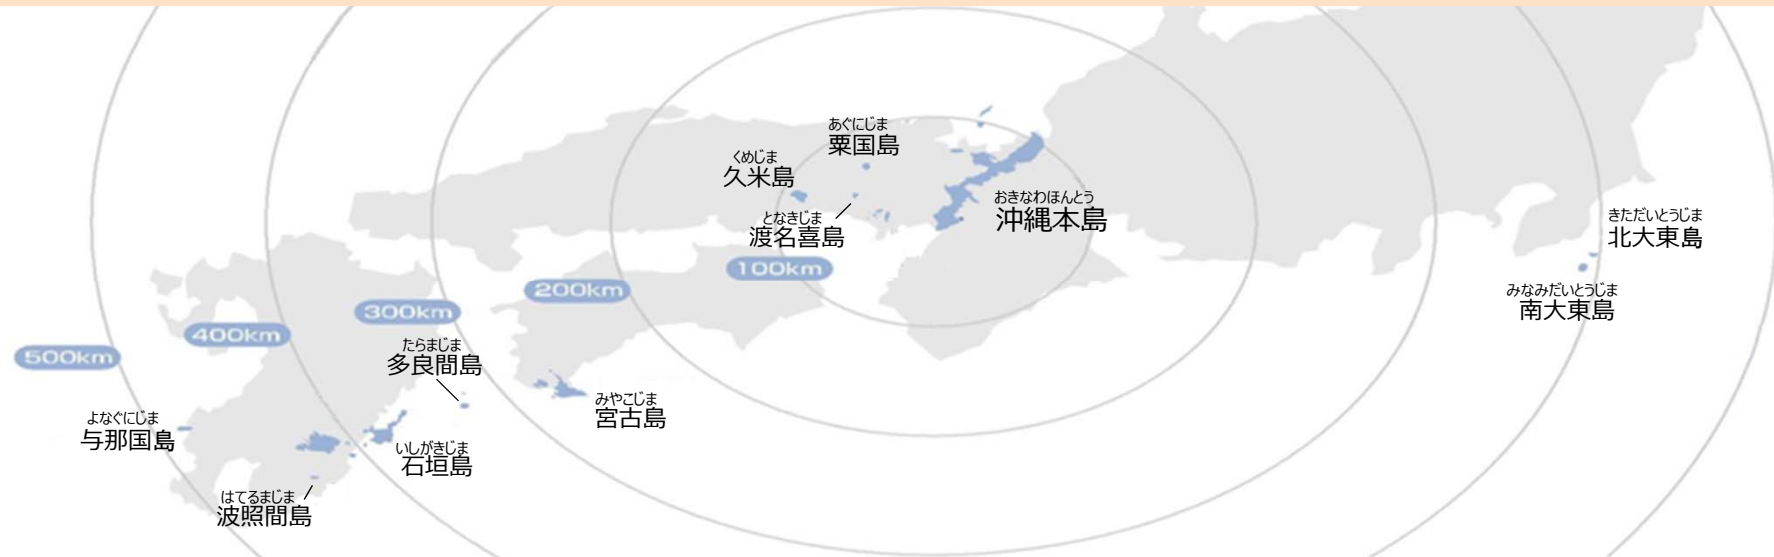 あぐにじま
粟国島
くめじま
久米島
となきじま
渡名喜島
おきなわほんとう
沖縄本島
きただいとうじま
北大東島
みなみだいとうじま
南大東島
100km
200km
300km
400km
500km
たらまじま
多良間島
みやこじま
宮古島
よなぐにじま
与那国島
いしがきじま
石垣島
はてるまじま
波照間島